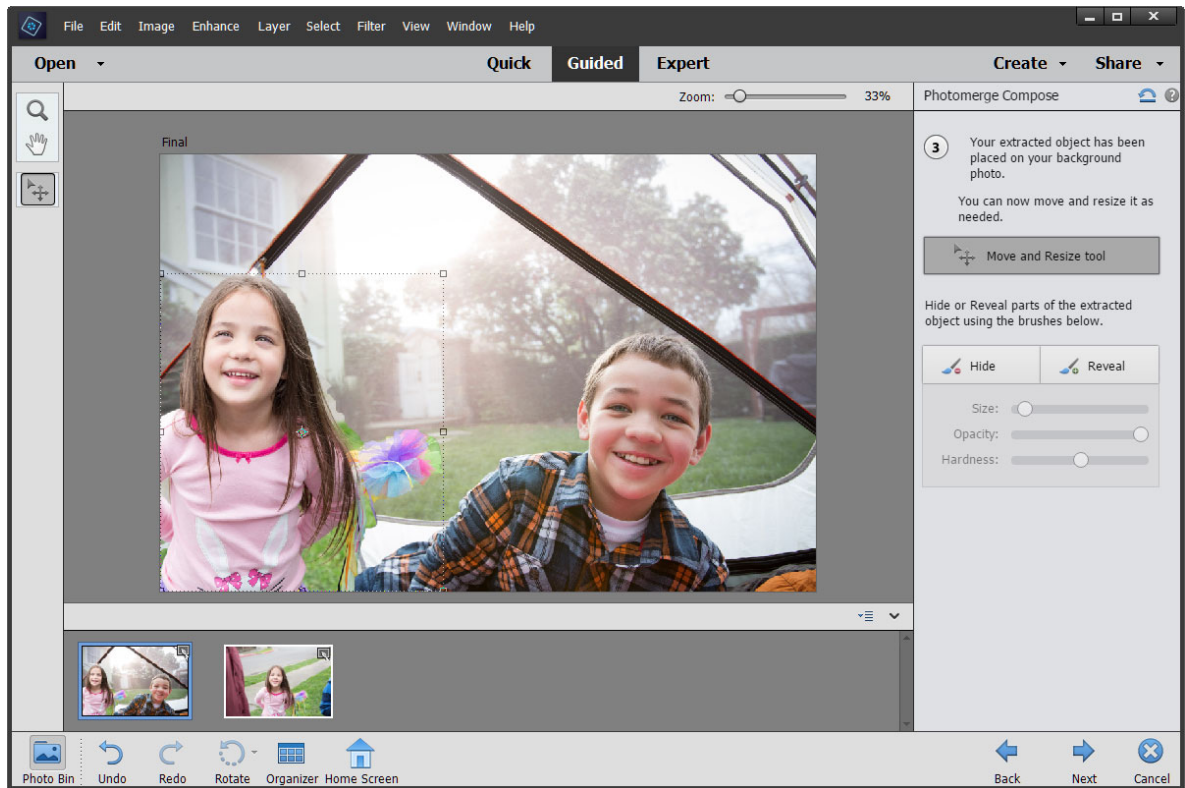 File Edit Image Enhance Layer Select Filter View Window Help
Open Quick Guided Expert Create Share
Zoom: 33% Photomerge Compose
Final
3
Your extracted object has been
placed on your background
photo.
You can now move and resize it as
needed.
Move and Resize tool
Hide or Reveal parts of the extracted
object using the brushes below.
Hide Reveal
Size:
Opacity:
Hardness:
Photo Bin Undo Redo Rotate Organizer Home Screen Back Next Cancel